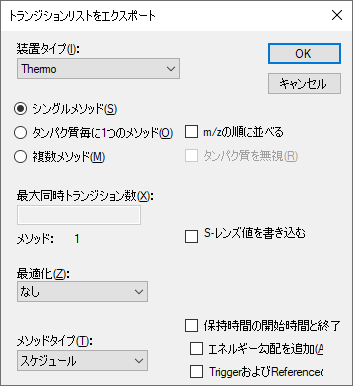 トランジションリストをエクスポート
装置タイプ(I):
Thermo
OK
キャンセル
シングルメソッド(S)
タンパク質毎に1つのメソッド(O)
m/zの順に並べる
複数メソッド(M)
タンパク質を無視(R)
最大同時トランジション数(X):
メソッド: 1
S-レンズ値を書き込む
最適化(Z):
なし
保持時間の開始時間と終了
メソッドタイプ(T):
エネルギー勾配を追加(A
スケジュール
TriggerおよびReference